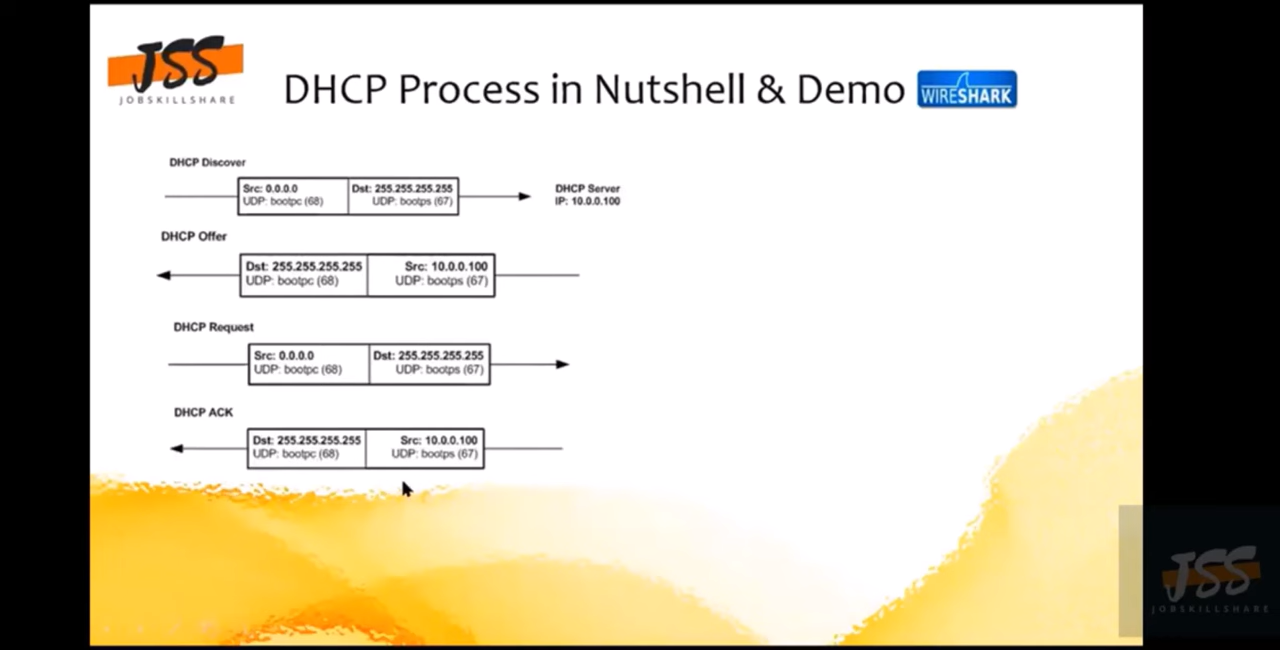 JSS
JOBSKILLSHARE
DHCP Process in Nutshell & Demo
WIRESHARK
DHCP Discover
Src: 0.0.0.0 Dst: 255.255.255.255
UDP: bootpc (68) UDP: bootps (67)
DHCP Server
IP: 10.0.0.100
DHCP Offer
Dst: 255.255.255.255 Src: 10.0.0.100
UDP: bootpc (68) UDP: bootps (67)
DHCP Request
Src: 0.0.0.0 Dst: 255.255.255.255
UDP: bootpc (68) UDP: bootps (67)
DHCP ACK
Dst: 255.255.255.255 Src: 10.0.0.100
UDP: bootpc (68) UDP: bootps (67)
JSS
JOBSKILLSHARE